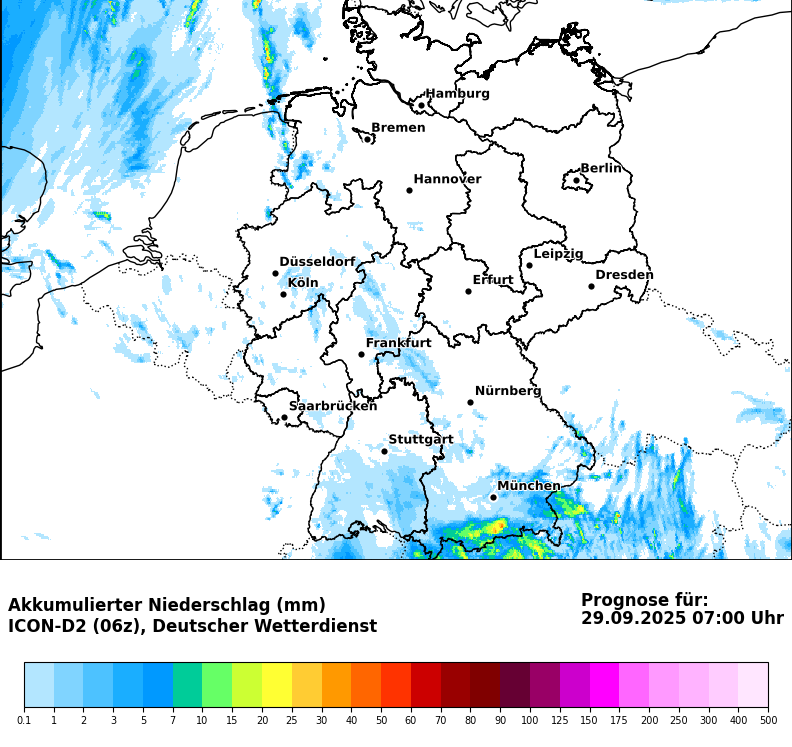 Hamburg
Bremen
Berlin
Hannover
Leipzig
Düsseldorf
Dresden
Köln
Erfurt
Frankfurt
Nürnberg
Saarbrücken
Stuttgart
München
Akkumulierter Niederschlag (mm)
ICON-D2 (06z), Deutscher Wetterdienst
Prognose für:
29.09.2025 07:00 Uhr
0.1 1 2 3 5 7 10 15 20 25 30 40 50 60 70 80 90 100 125 150 175 200 250 300 400 500